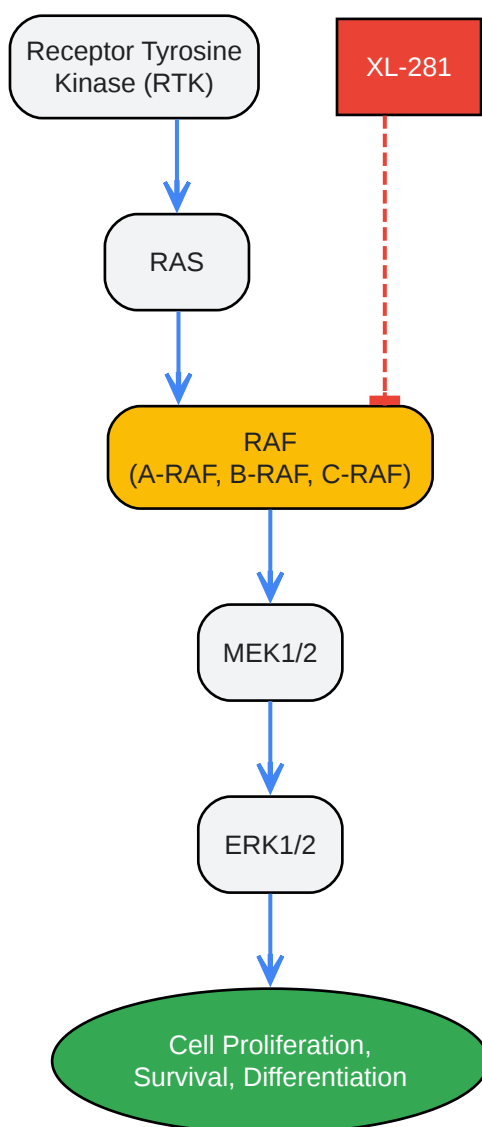 Receptor Tyrosine
Kinase (RTK)
XL-281
RAS
RAF
(A-RAF, B-RAF, C-RAF)
MEK1/2
ERK1/2
Cell Proliferation,
Survival, Differentiation